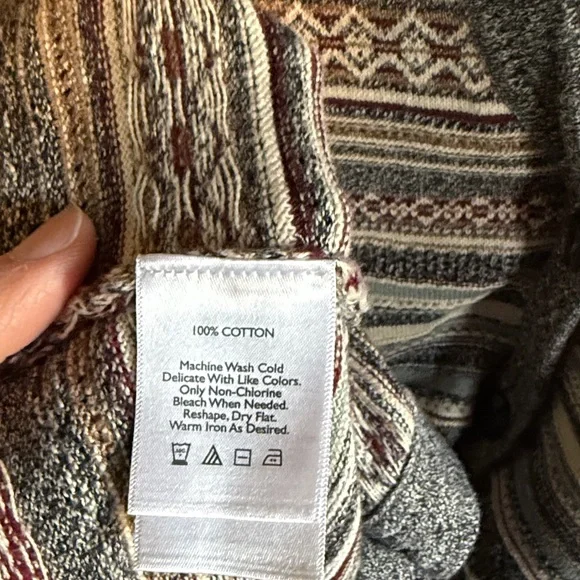 100% COTTON
Machine Wash Cold
Delicate With Like Colors.
Only Non-Chlorine
Bleach When Needed.
Reshape, Dry Flat.
Warm Iron As Desired.